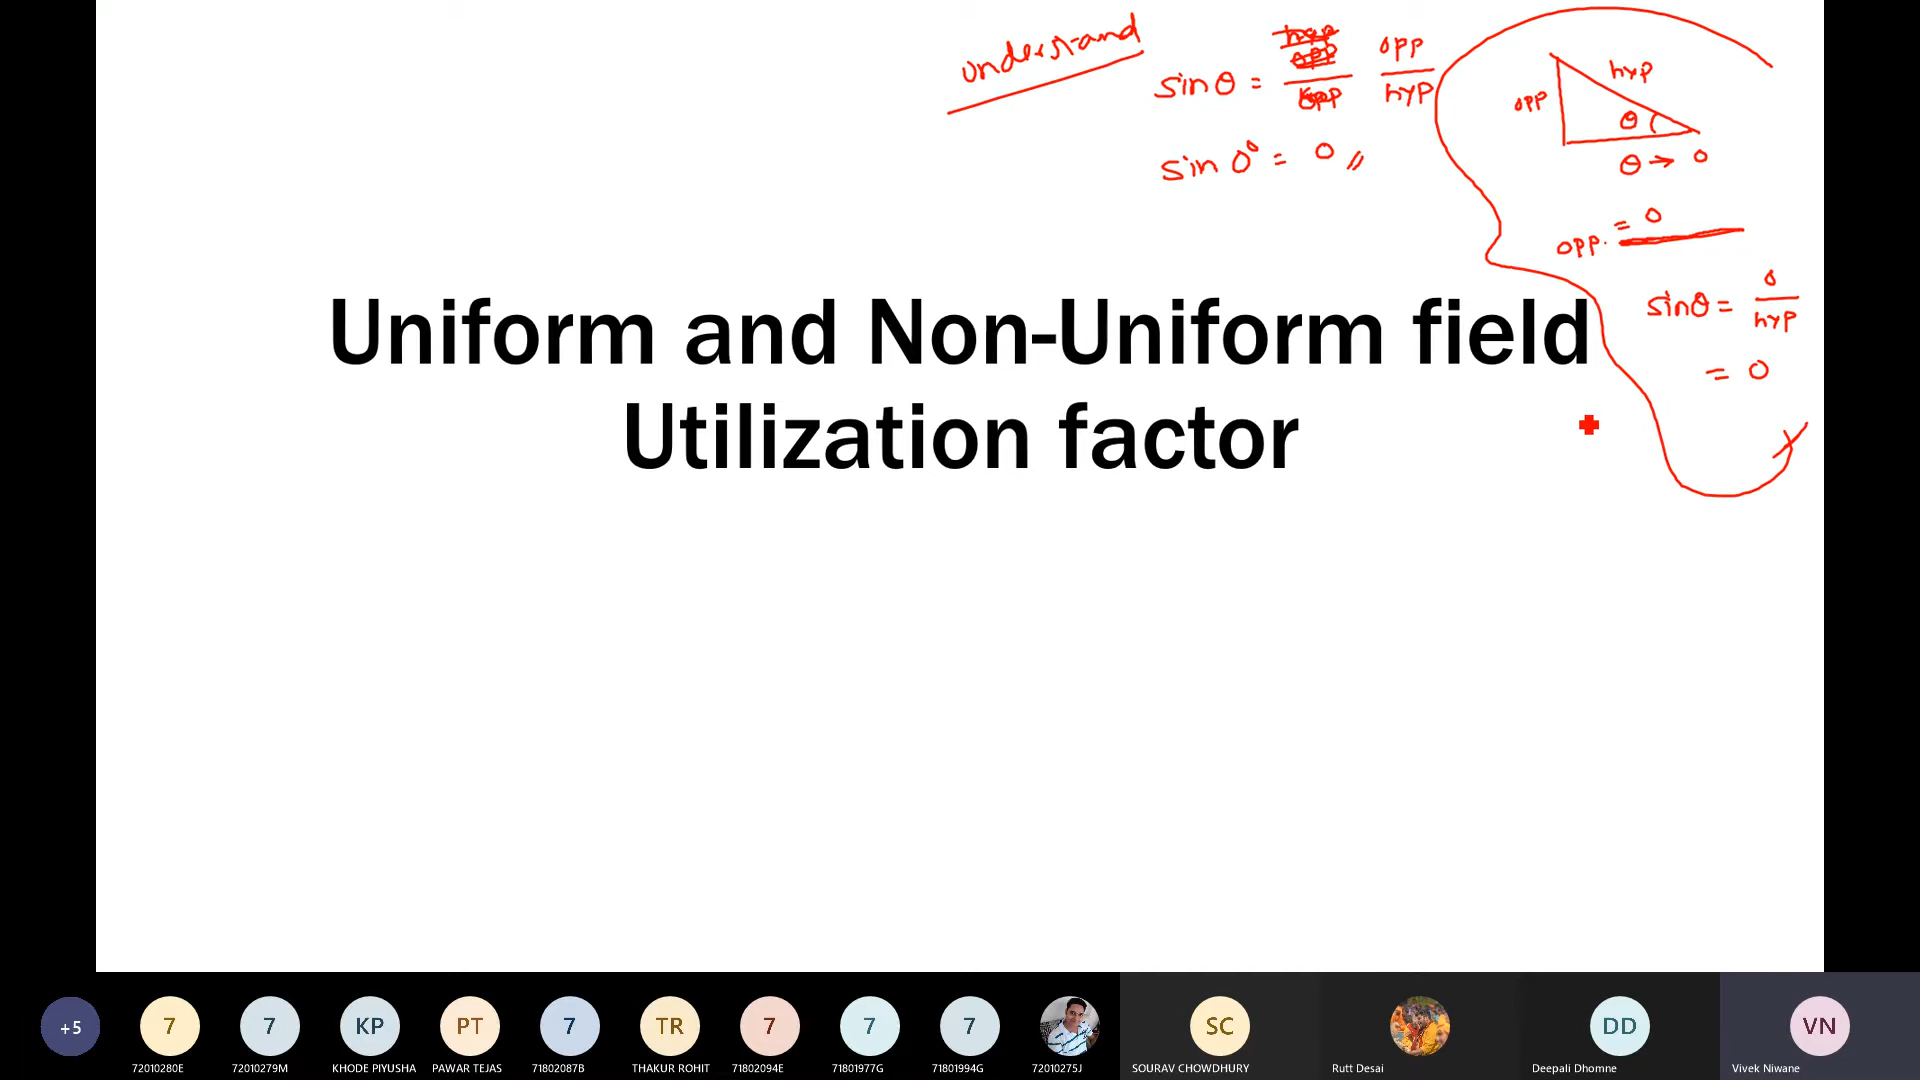 understand
sinθ = opp/hyp
sin 0° = 0 //
hyp
opp
θ
θ → 0
opp. = 0
sinθ = 0/hyp
= 0
Uniform and Non-Uniform field
Utilization factor
+5
7
7
KP
PT
7
TR
7
7
7
SC
DD
VN
72010280E
72010279M
KHODE PIYUSHA
PAWAR TEJAS
71802087B
THAKUR ROHIT
71802094E
71801977G
71801994G
72010275J
SOURAV CHOWDHURY
Rutt Desai
Deepali Dhomne
Vivek Niwane